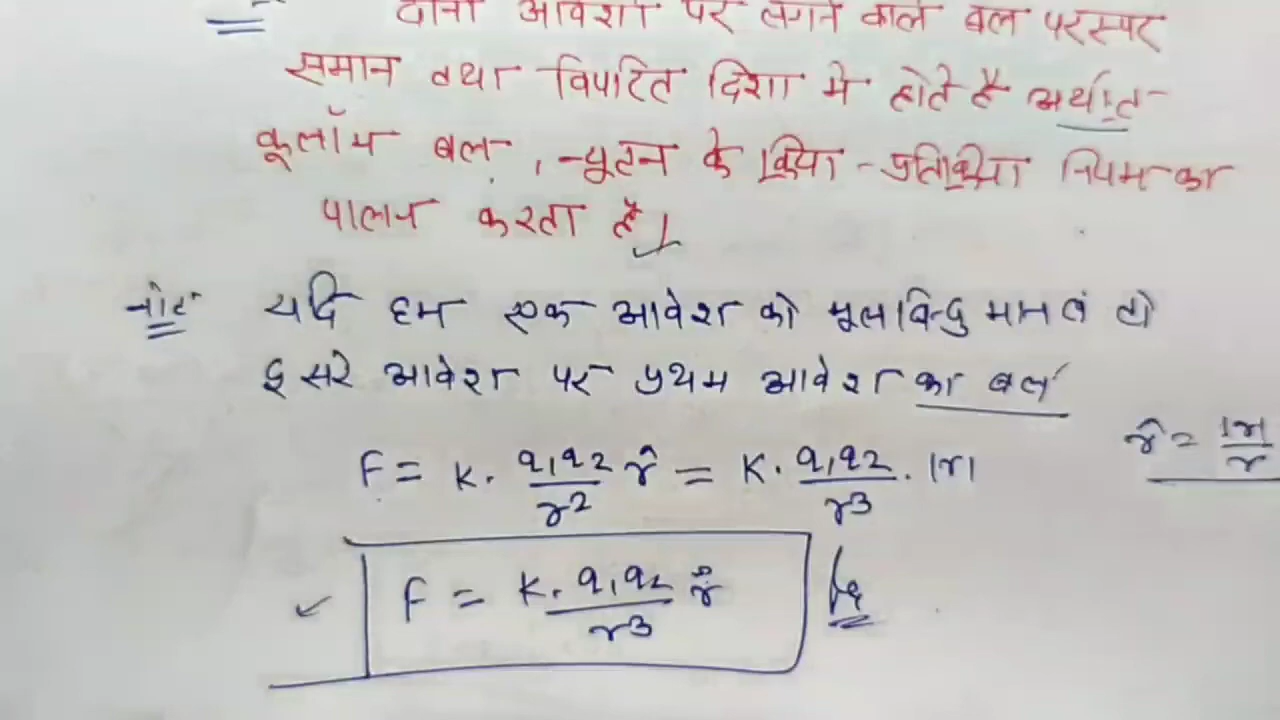 दोनो आवेशो पर लगने वाले बल परस्पर
समान तथा विपरित दिशा मे होते है अर्थात
कूलॉम बल, न्यूटन के क्रिया - प्रतिक्रिया नियम का
पालन करता है।
नोट यदि हम एक आवेश को मूलबिन्दु मानले तो
दुसरे आवेश पर प्रथम आवेश का बल
r̂ = |r|/r
F = K. q₁q₂/r² r̂ = K. q₁q₂/r³ . |r|
F = K. q₁q₂/r³ r̂